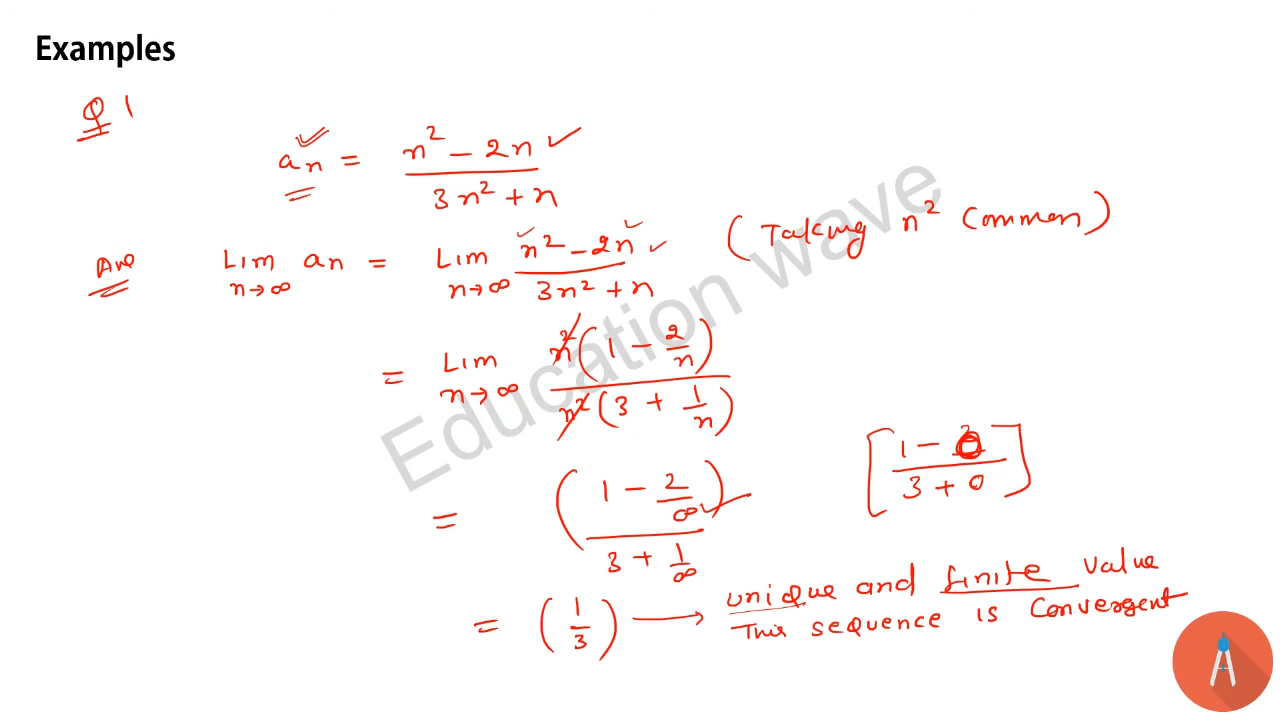 Examples
Q 1
an = n² - 2n / 3n² + n
Ans Lim n→∞ an = Lim n→∞ n² - 2n / 3n² + n (Taking n² Common)
= Lim n→∞ n²(1 - 2/n) / n²(3 + 1/n)
= (1 - 2/∞) / 3 + 1/∞ [1 - 0 / 3 + 0]
= (1/3) → unique and finite value
This sequence is Convergent
Education wave